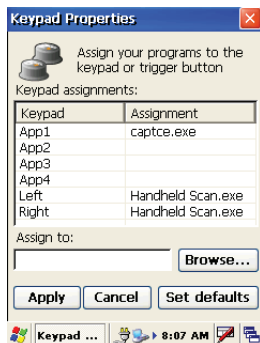 Keypad Properties
Assign your programs to the
keypad or trigger button
Keypad assignments:
Keypad Assignment
App1 captce.exe
App2
App3
App4
Left Handheld Scan.exe
Right Handheld Scan.exe
Assign to:
Browse...
Apply Cancel Set defaults
Keypad ... 8:07 AM